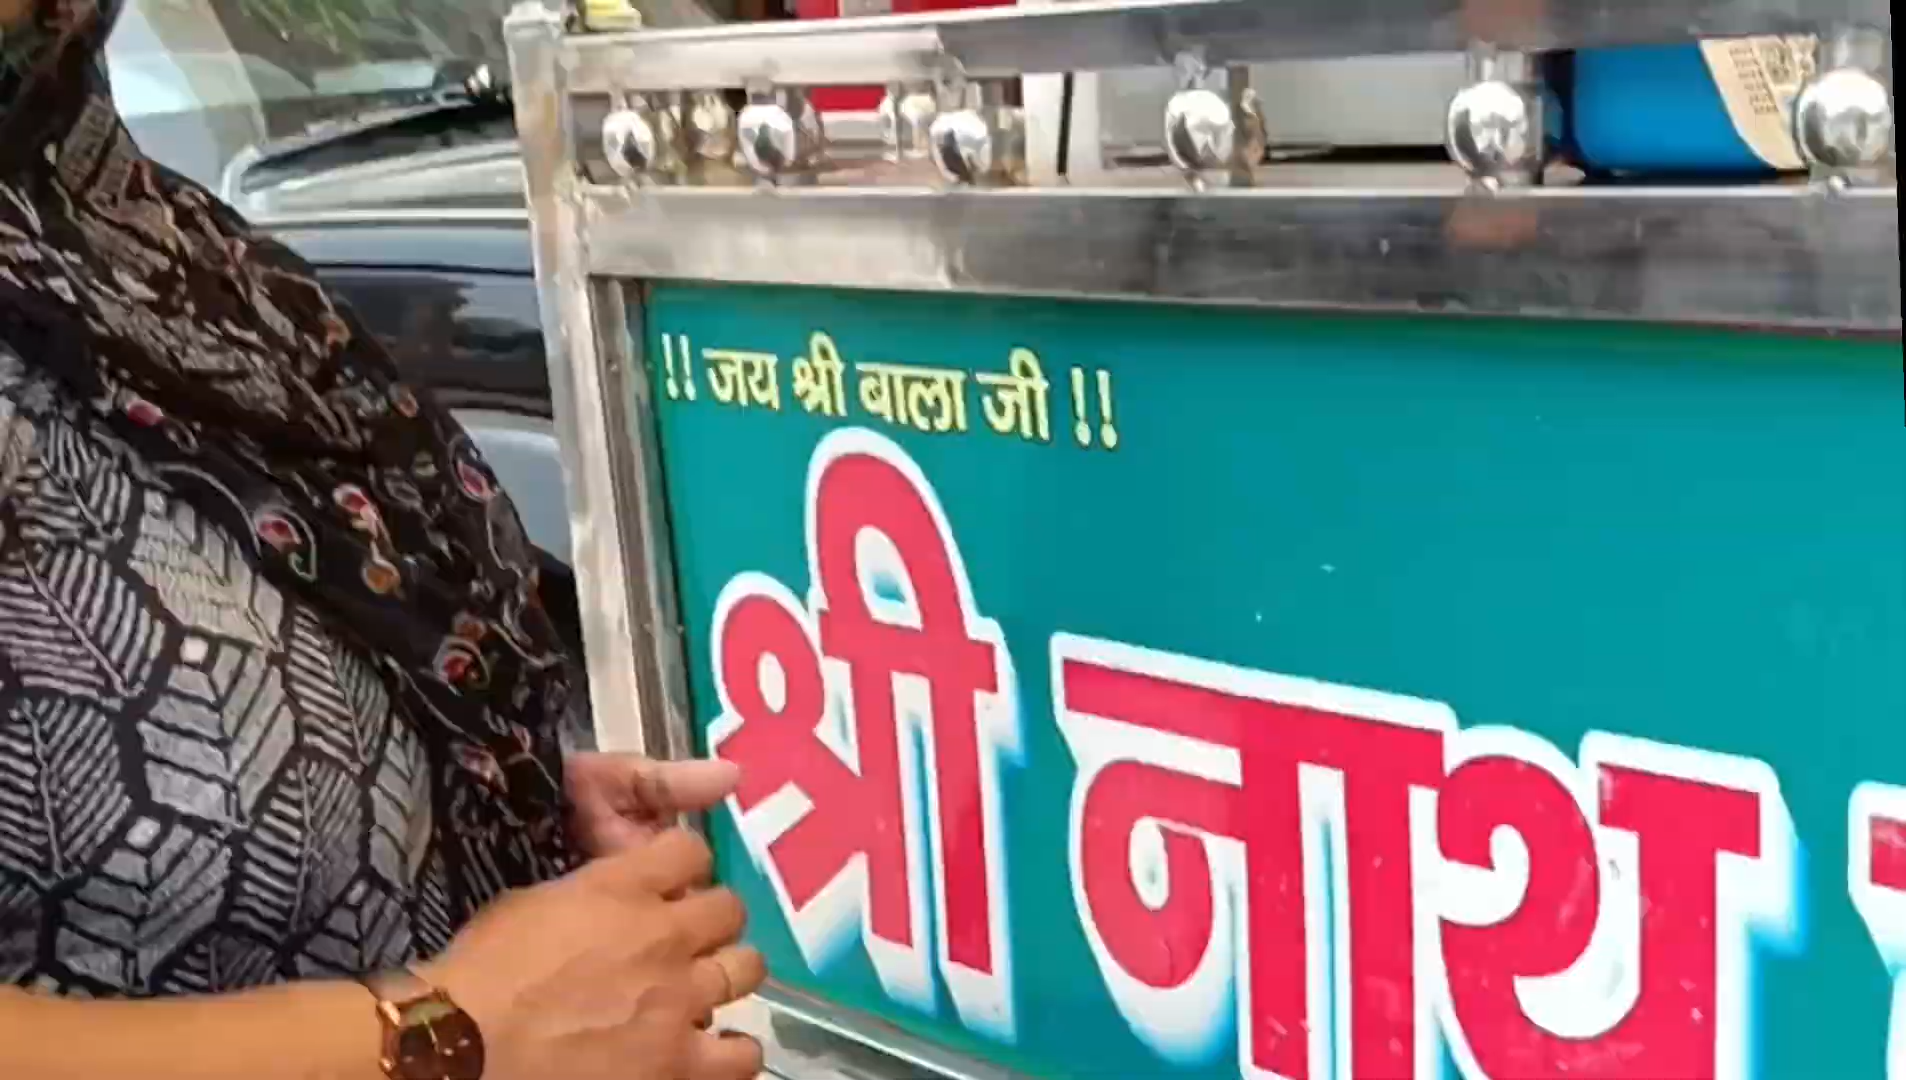 !! जय श्री बाला जी !!
श्री नाथ